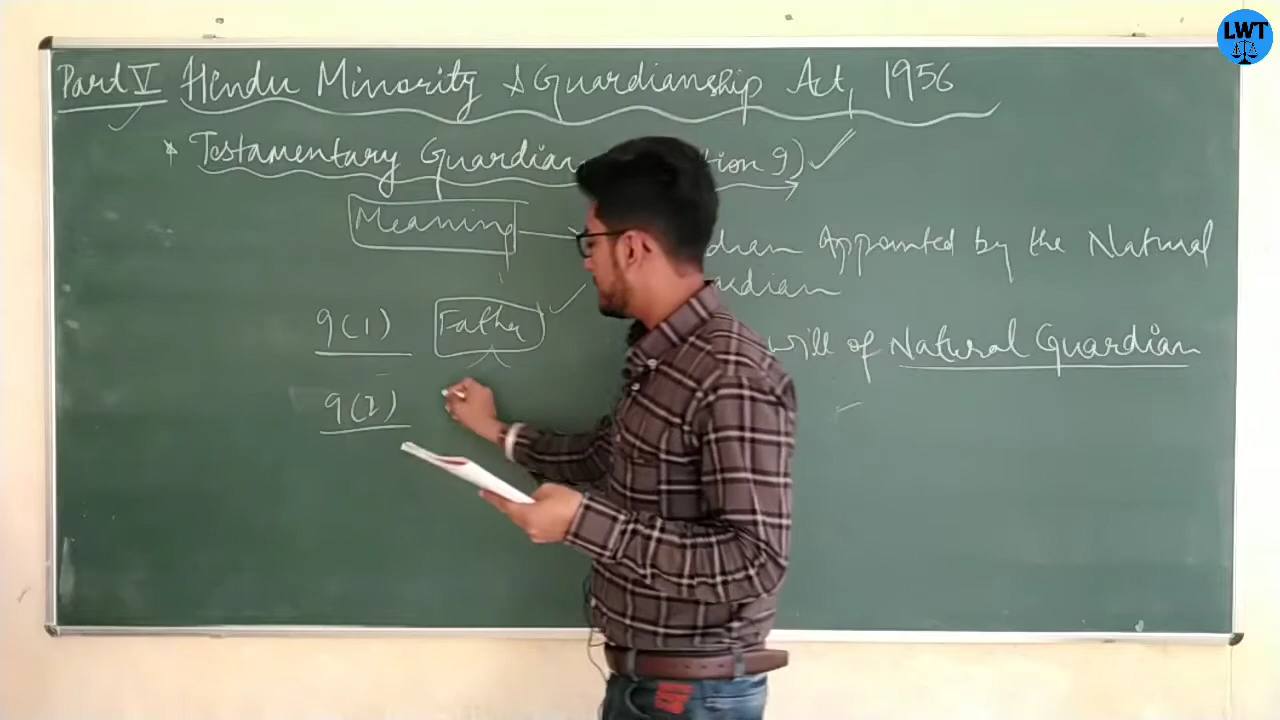 LWT
Part V Hindu Minority & Guardianship Act, 1956
* Testamentary Guardian 9)
Meaning Appointed by the Natural
9(1) Father
will of Natural Guardian
9(2)